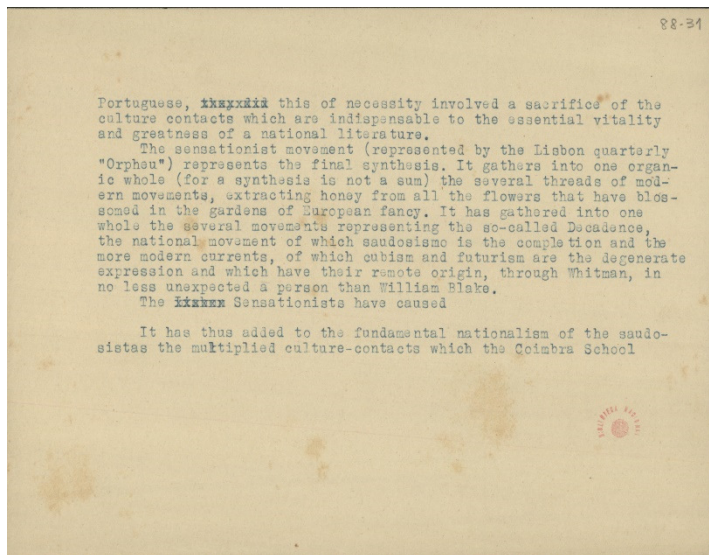 88-31
Portuguese, this of necessity involved a sacrifice of the
culture contacts which are indispensable to the essential vitality
and greatness of a national literature.
The sensationist movement (represented by the Lisbon quarterly
"Orpheu") represents the final synthesis. It gathers into one organ-
ic whole (for a synthesis is not a sum) the several threads of mod-
ern movements, extracting honey from all the flowers that have blos-
somed in the gardens of European fancy. It has gathered into one
whole the several movements representing the so-called Decadence,
the national movement of which saudosismo is the completion and the
more modern currents, of which cubism and futurism are the degenerate
expression and which have their remote origin, through Whitman, in
no less unexpected a person than William Blake.
The Sensationists have caused
It has thus added to the fundamental nationalism of the saudo-
sistas the multiplied culture-contacts which the Coimbra School